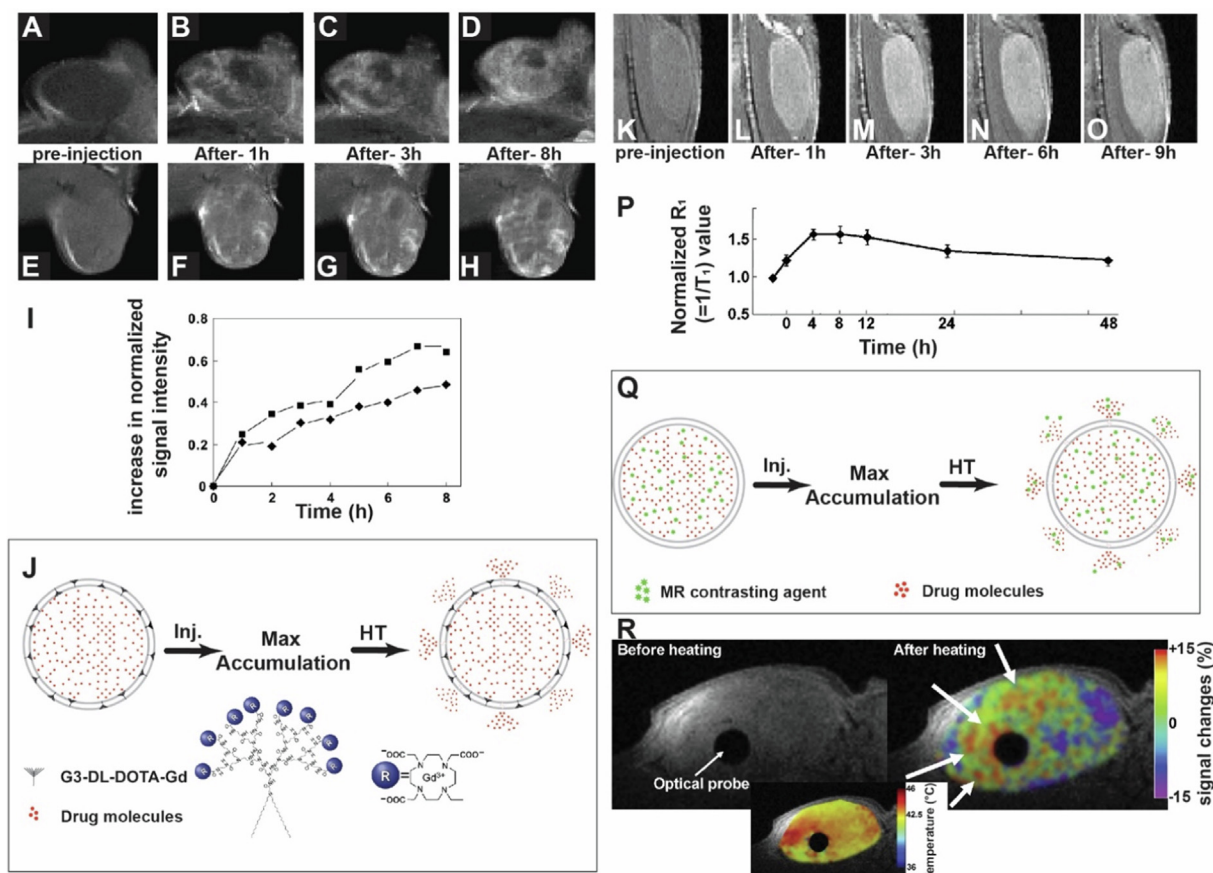 A
B
C
D
pre-injection
After- 1h
After- 3h
After- 8h
E
F
G
H
I
increase in normalized
signal intensity
0.8
0.6
0.4
0.2
0
0 2 4 6 8
Time (h)
J
Inj.
Max
Accumulation
HT
G3-DL-DOTA-Gd
Drug molecules
R
⁻OOC
COO⁻
N
N
Gd³⁺
N
N
⁻OOC
K
L
M
N
O
pre-injection
After- 1h
After- 3h
After- 6h
After- 9h
P
Normalized R₁
(=1/T₁) value
1.5
1.0
0.5
0 4 8 12 24 48
Time (h)
Q
Inj.
Max
Accumulation
HT
MR contrasting agent
Drug molecules
R
Before heating
After heating
Optical probe
+15
0
-15
signal changes (%)
46
42.5
36
emperature (°C)